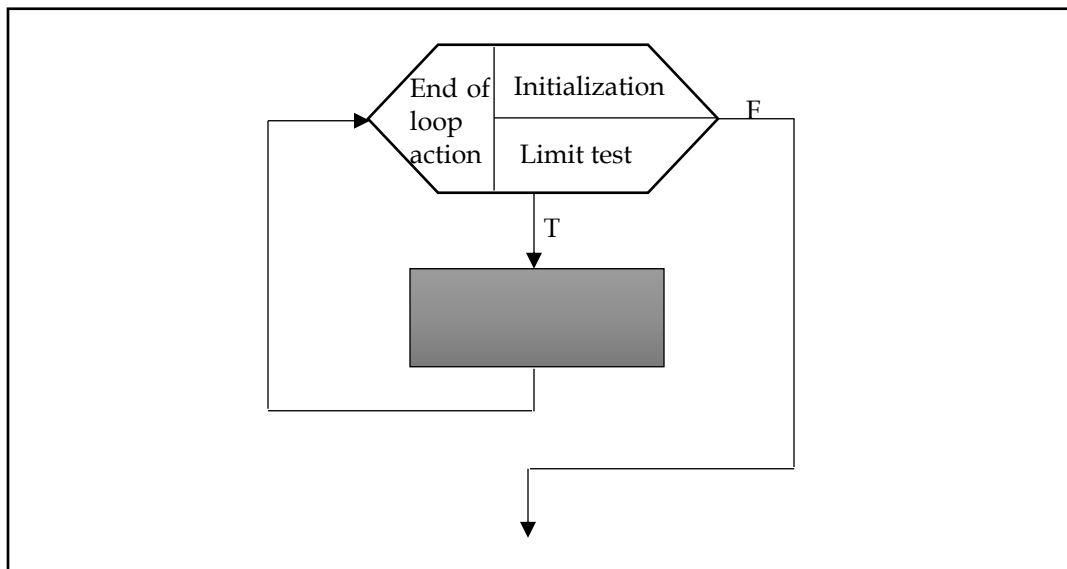 End of
loop
action
Initialization
Limit test
F
T